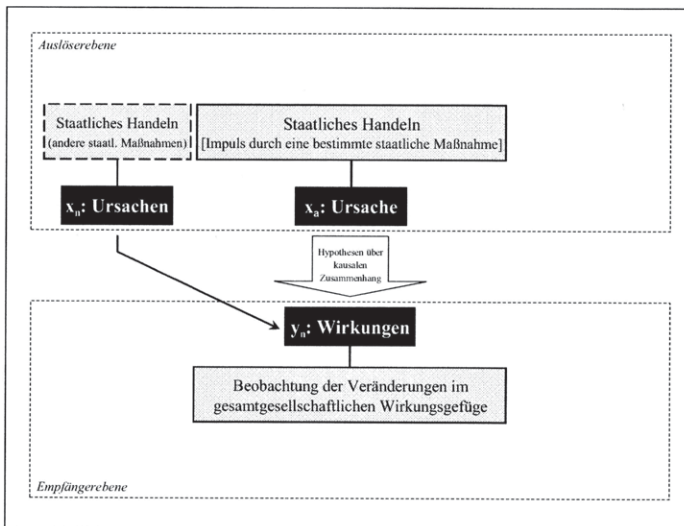 Auslöserebene
Staatliches Handeln
(andere staatl. Maßnahmen)
Staatliches Handeln
[Impuls durch eine bestimmte staatliche Maßnahme]
xn: Ursachen
xa: Ursache
Hypothesen über
kausalen
Zusammenhang
yn: Wirkungen
Beobachtung der Veränderungen im
gesamtgesellschaftlichen Wirkungsgefüge
Empfängerebene